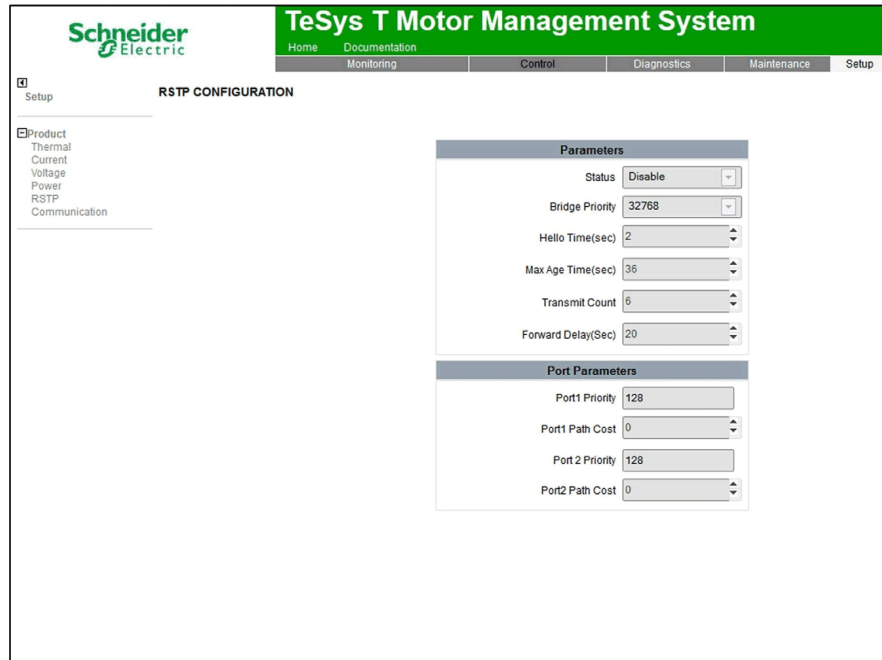 Schneider
Electric
TeSys T Motor Management System
Home Documentation
Monitoring Control Diagnostics Maintenance Setup
Setup
RSTP CONFIGURATION
Product
Thermal
Current
Voltage
Power
RSTP
Communication
Parameters
Status Disable
Bridge Priority 32768
Hello Time(sec) 2
Max Age Time(sec) 36
Transmit Count 6
Forward Delay(Sec) 20
Port Parameters
Port1 Priority 128
Port1 Path Cost 0
Port 2 Priority 128
Port2 Path Cost 0